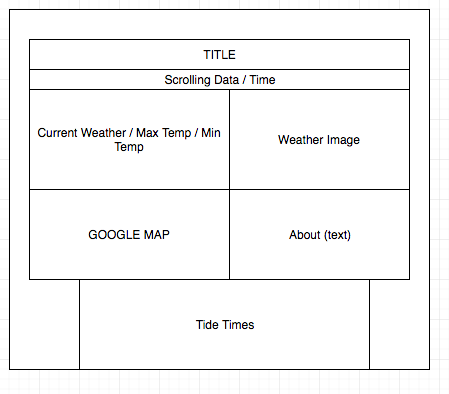 TITLE
Scrolling Data / Time
Current Weather / Max Temp / Min
Temp
Weather Image
GOOGLE MAP
About (text)
Tide Times